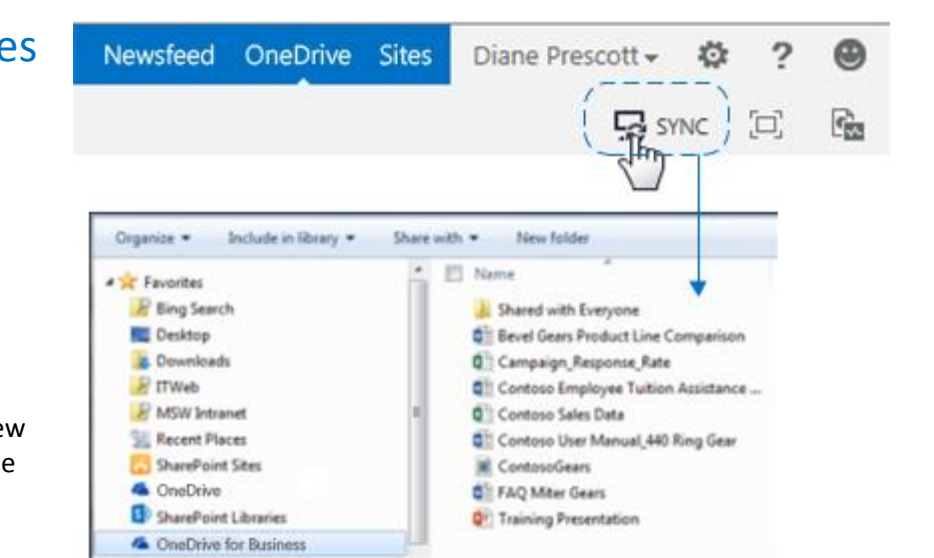 es
Newsfeed OneDrive Sites Diane Prescott ?
SYNC
Organize Include in library Share with New folder
Name
Favorites
Bing Search
Desktop
Downloads
ITWeb
MSW Intranet
Recent Places
SharePoint Sites
OneDrive
SharePoint Libraries
OneDrive for Business
Shared with Everyone
Bevel Gears Product Line Comparison
Campaign_Response_Rate
Contoso Employee Tuition Assistance ...
Contoso Sales Data
Contoso User Manual_440 Ring Gear
ContosoGears
FAQ Miter Gears
Training Presentation
ew
e